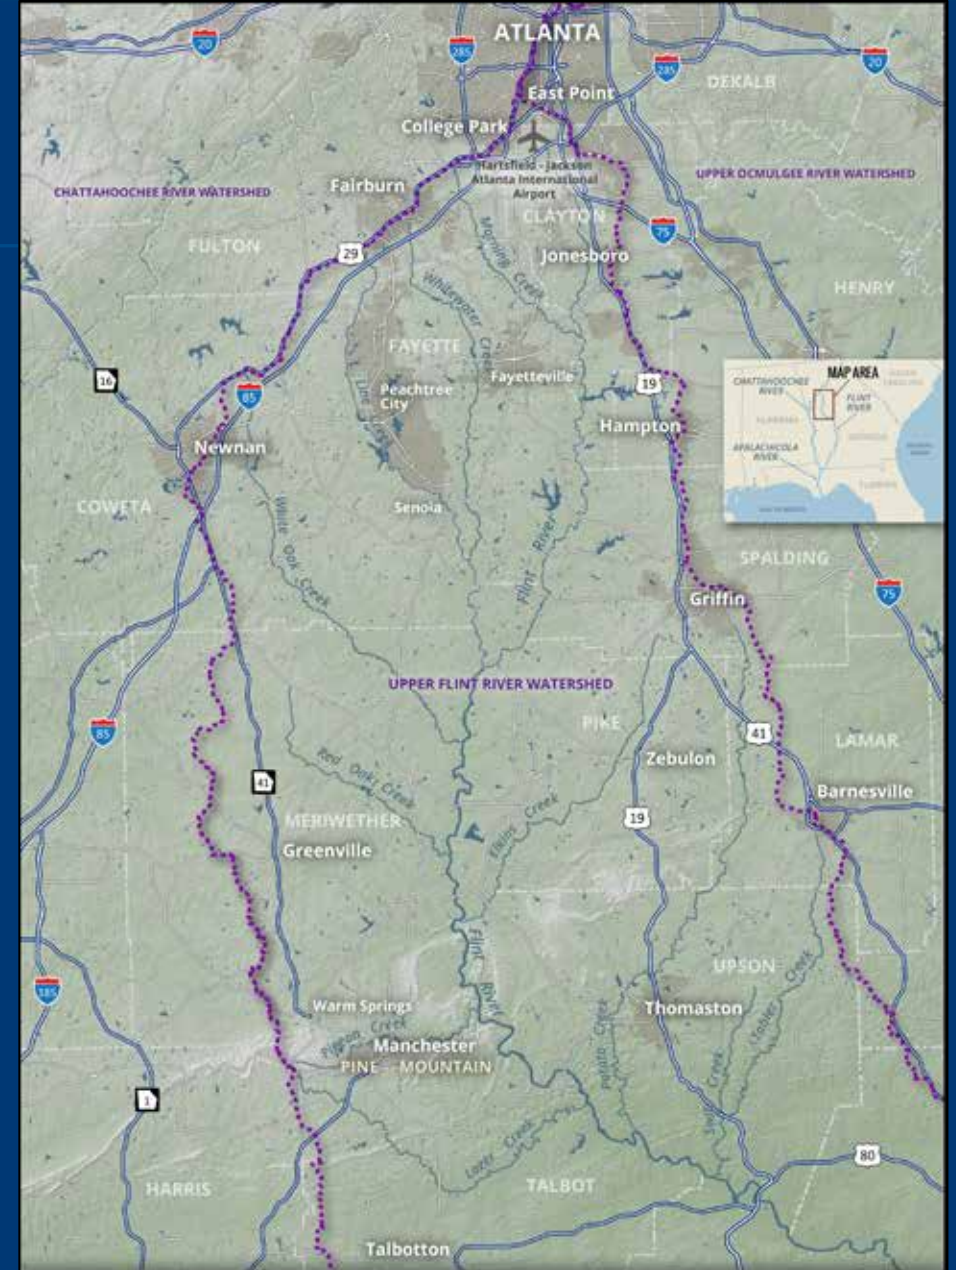 ATLANTA
20
285
285
20
DEKALB
East Point
College Park
Hartsfield - Jackson
Atlanta International
Airport
UPPER OCMULGEE RIVER WATERSHED
CHATTAHOOCHEE RIVER WATERSHED
Fairburn
CLAYTON
75
FULTON
29
Morning Creek
Jonesboro
HENRY
Whitewater Creek
FAYETTE
16
85
Line Creek
Peachtree
City
Fayetteville
19
MAP AREA
CHATTAHOOCHEE
RIVER
FLINT
RIVER
APALACHICOLA
RIVER
Hampton
Newnan
COWETA
Senoia
White Oak Creek
Flint River
SPALDING
75
Griffin
UPPER FLINT RIVER WATERSHED
PIKE
85
41
LAMAR
Zebulon
Red Oak Creek
41
Barnesville
MERIWETHER
Elkins Creek
19
Greenville
Flint River
UPSON
185
Warm Springs
Pigeon Creek
Potato Creek
Thomaston
Manchester
PINE MOUNTAIN
1
Lazer Creek
80
HARRIS
TALBOT
Talbotton